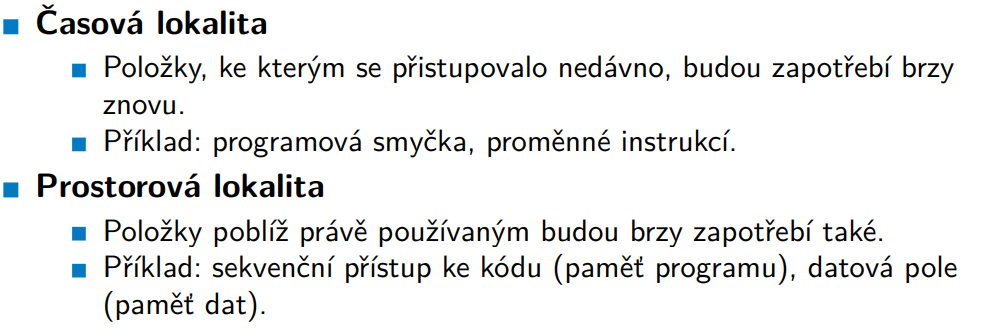 Časová lokalita
Položky, ke kterým se přistupovalo nedávno, budou zapotřebí brzy
znovu.
Příklad: programová smyčka, proměnné instrukcí.
Prostorová lokalita
Položky poblíž právě používaným budou brzy zapotřebí také.
Příklad: sekvenční přístup ke kódu (paměť programu), datová pole
(paměť dat).